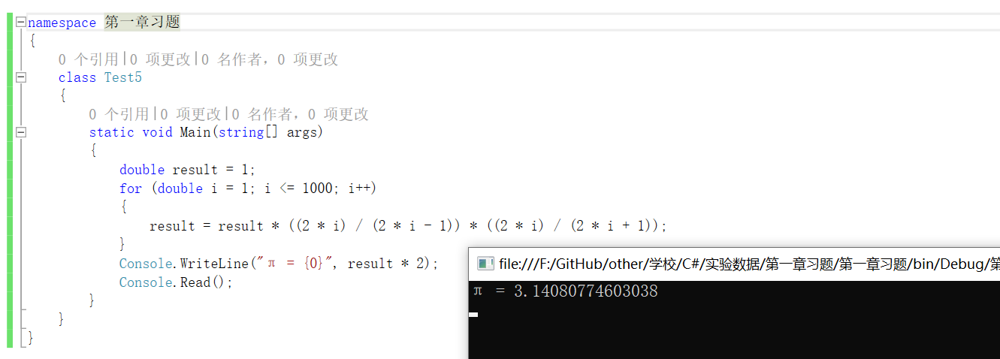 namespace 第一章习题
{
0 个引用|0 项更改|0 名作者，0 项更改
class Test5
{
0 个引用|0 项更改|0 名作者，0 项更改
static void Main(string[] args)
{
double result = 1;
for (double i = 1; i <= 1000; i++)
{
result = result * ((2 * i) / (2 * i - 1)) * ((2 * i) / (2 * i + 1));
}
Console.WriteLine("π = {0}", result * 2);
Console.Read();
}
}
}
file:///F:/GitHub/other/学校/C#/实验数据/第一章习题/第一章习题/bin/Debug/第
π = 3.14080774603038